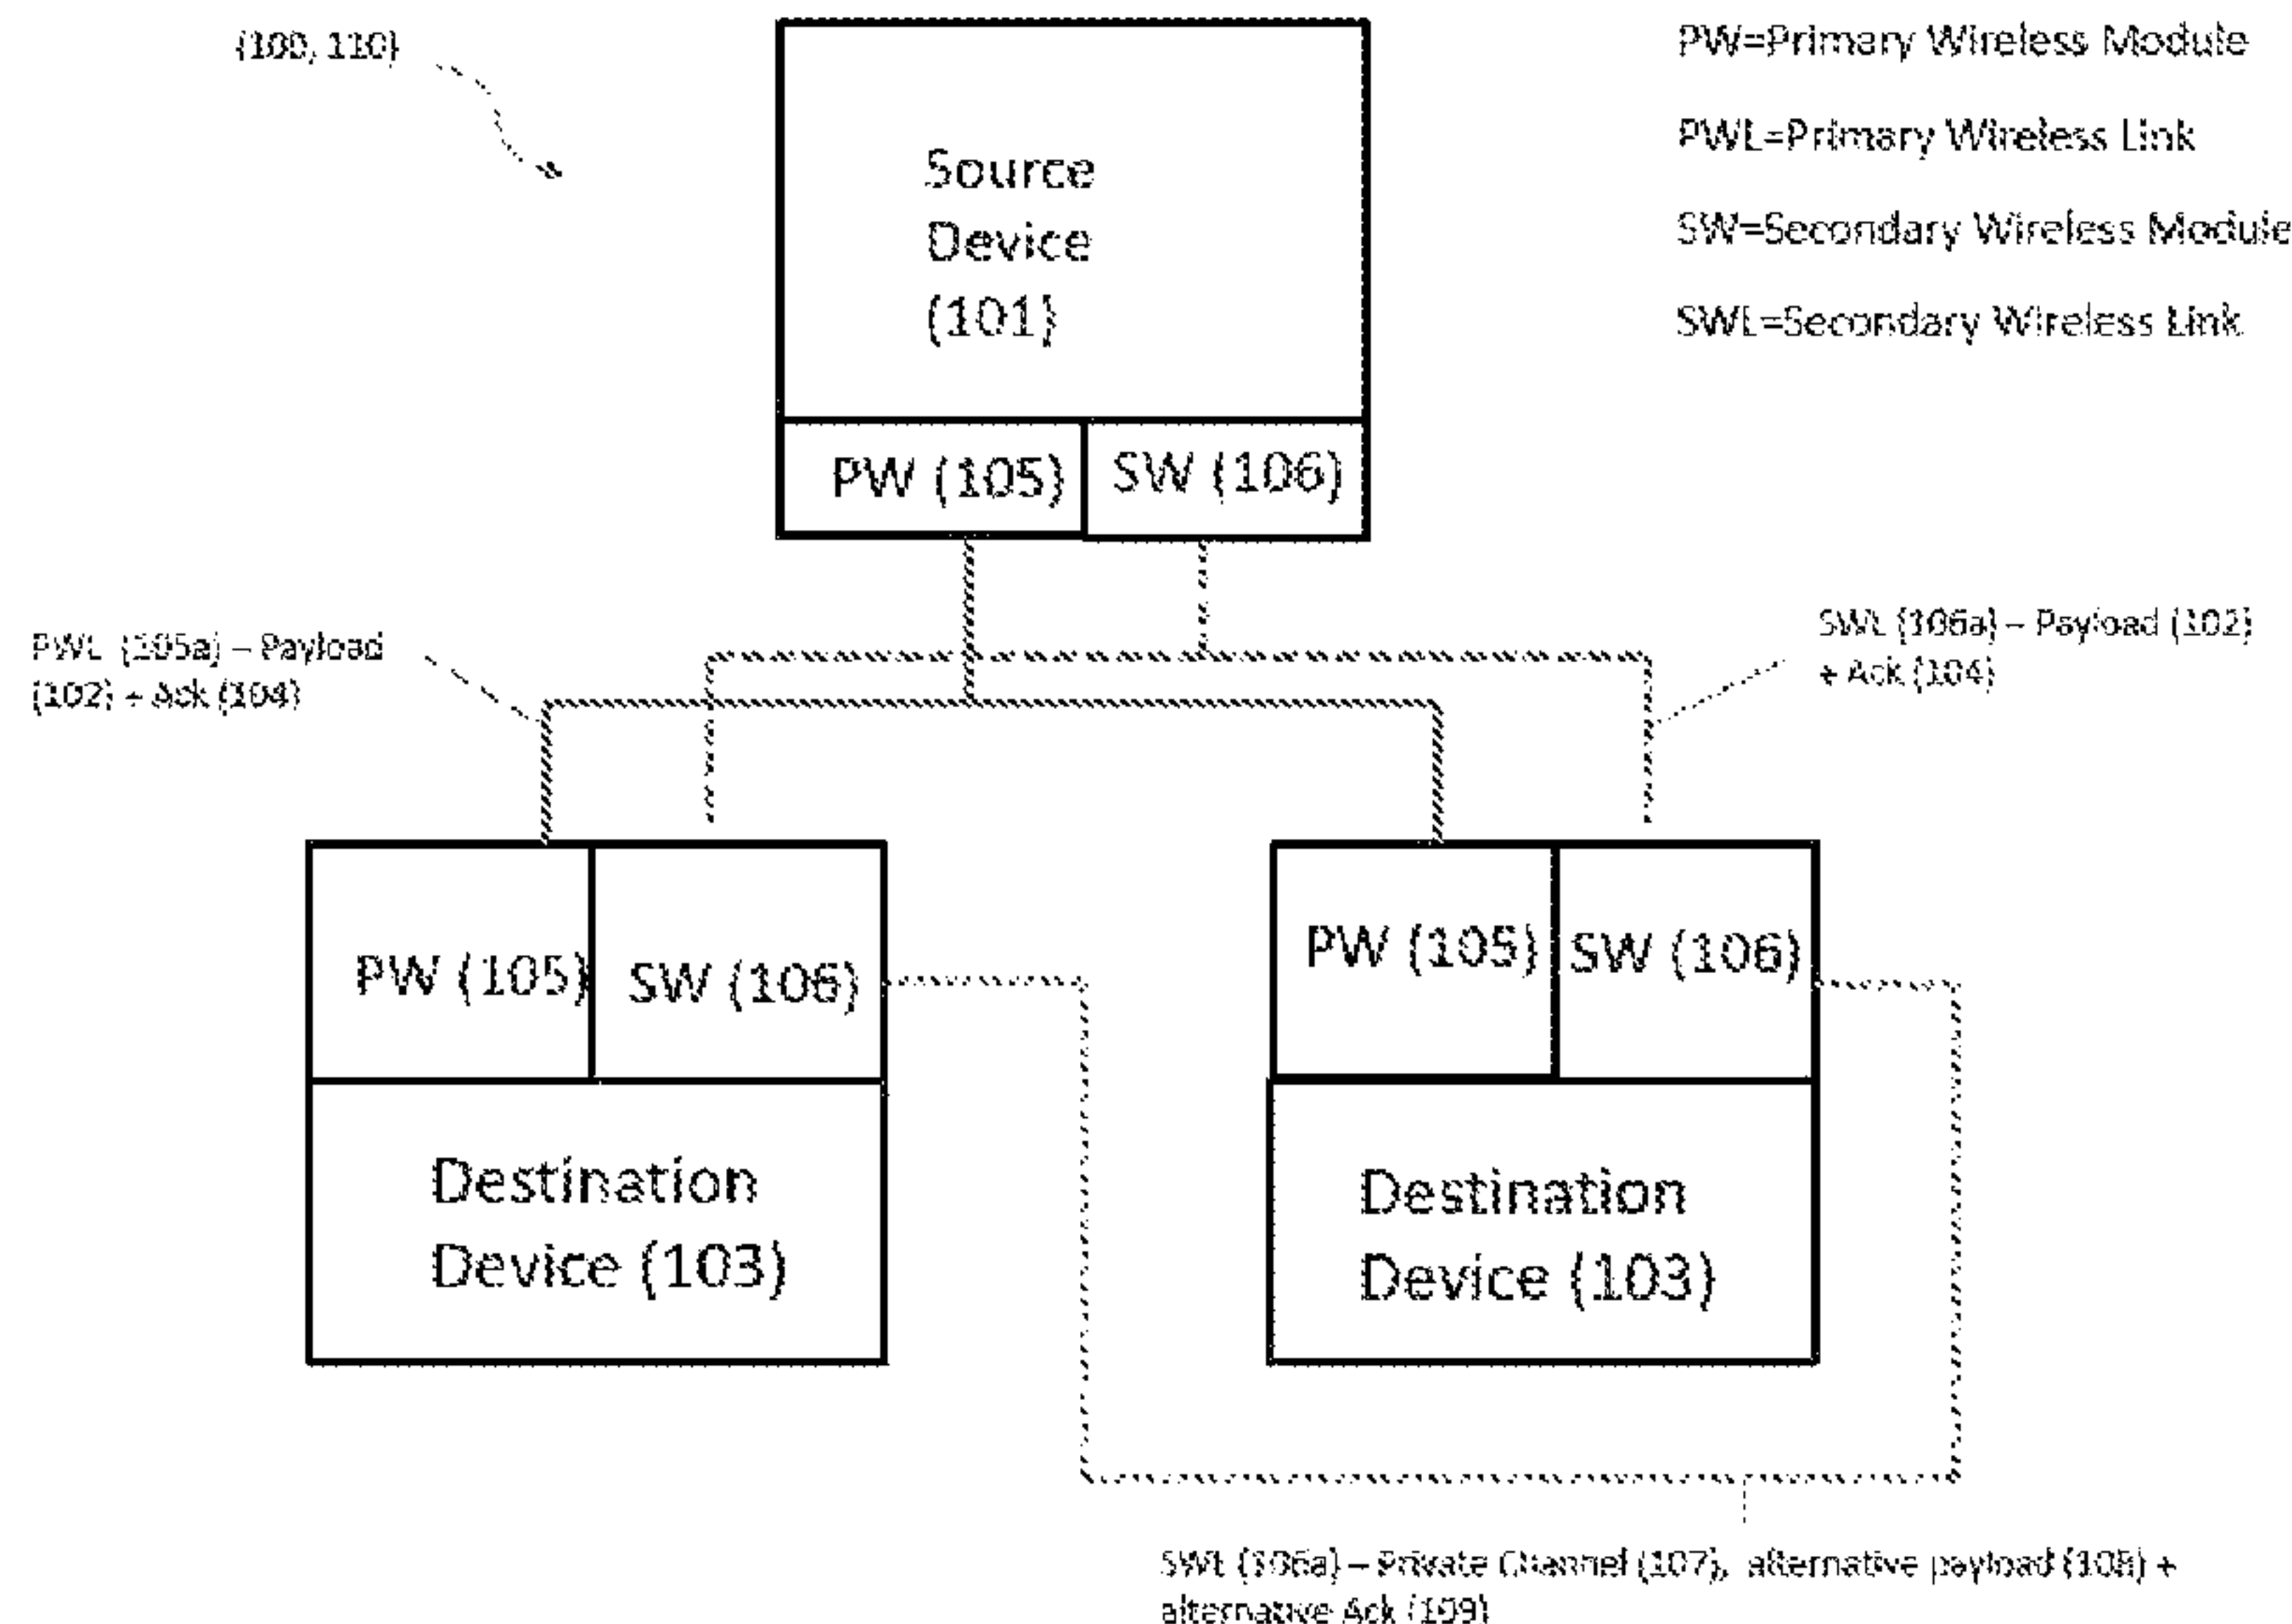 (100, 110)
PW=Primary Wireless Module
PWL=Primary Wireless Link
SW=Secondary Wireless Module
SWL=Secondary Wireless Link
Source
Device
(101)
PW (105)
SW (106)
PWL (105a) – Payload
(102) + Ack (104)
SWL (106a) – Payload (102)
+ Ack (104)
PW (105)
SW (106)
PW (105)
SW (106)
Destination
Device (103)
Destination
Device (103)
SWL (106a) – Private Channel (107), alternative payload (108) +
alternative Ack (109)